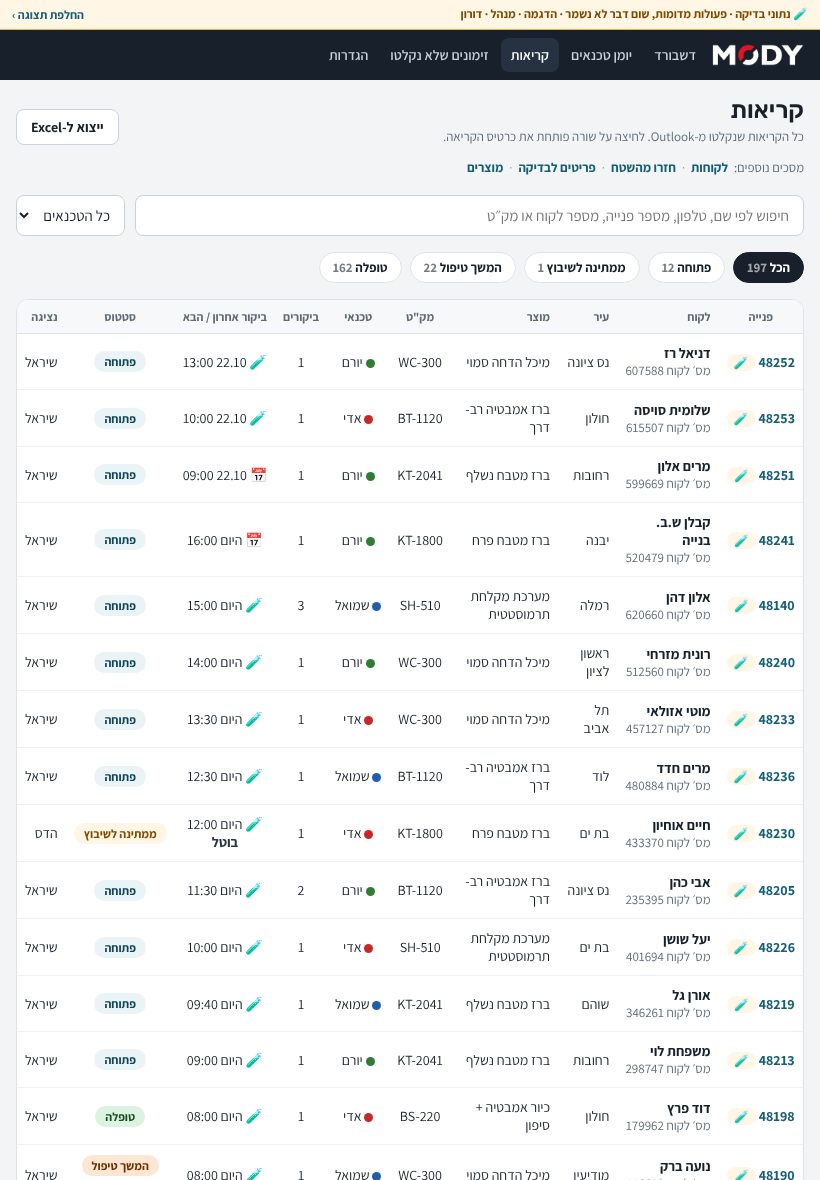 נתוני בדיקה · פעולות מדומות, שום דבר לא נשמר · הדגמה · מנהל · דורון
החלפת תצוגה ›
MODY
דשבורד
יומן טכנאים
קריאות
זימונים שלא נקלטו
הגדרות
קריאות
כל הקריאות שנקלטו מ-Outlook. לחיצה על שורה פותחת את כרטיס הקריאה.
ייצוא ל-Excel
מסכים נוספים: לקוחות · חזרו מהשטח · פריטים לבדיקה · מוצרים
חיפוש לפי שם, טלפון, מספר פנייה, מספר לקוח או מק״ט
כל הטכנאים
הכל 197
פתוחה 12
ממתינה לשיבוץ 1
המשך טיפול 22
טופלה 162
פנייה לקוח עיר מוצר מק"ט טכנאי ביקורים ביקור אחרון / הבא סטטוס נציגה
48252 דניאל רז נס ציונה מיכל הדחה סמוי WC-300 יורם 1 22.10 13:00 פתוחה שיראל
מס׳ לקוח 607588
48253 שלומית סויסה חולון ברז אמבטיה רב-דרך BT-1120 אדי 1 22.10 10:00 פתוחה שיראל
מס׳ לקוח 615507
48251 מרים אלון רחובות ברז מטבח נשלף KT-2041 יורם 1 22.10 09:00 פתוחה שיראל
מס׳ לקוח 599669
48241 קבלן ש.ב. בנייה יבנה ברז מטבח פרח KT-1800 יורם 1 היום 16:00 פתוחה שיראל
מס׳ לקוח 520479
48140 אלון דהן רמלה מערכת מקלחת תרמוסטטית SH-510 שמואל 3 היום 15:00 פתוחה שיראל
מס׳ לקוח 620660
48240 רונית מזרחי ראשון לציון מיכל הדחה סמוי WC-300 יורם 1 היום 14:00 פתוחה שיראל
מס׳ לקוח 512560
48233 מוטי אזולאי תל אביב מיכל הדחה סמוי WC-300 אדי 1 היום 13:30 פתוחה שיראל
מס׳ לקוח 457127
48236 מרים חדד לוד ברז אמבטיה רב-דרך BT-1120 שמואל 1 היום 12:30 פתוחה שיראל
מס׳ לקוח 480884
48230 חיים אוחיון בת ים ברז מטבח פרח KT-1800 אדי 1 היום 12:00 בוטל ממתינה לשיבוץ הדס
מס׳ לקוח 433370
48205 אבי כהן נס ציונה ברז אמבטיה רב-דרך BT-1120 יורם 2 היום 11:30 פתוחה שיראל
מס׳ לקוח 235395
48226 יעל שושן בת ים מערכת מקלחת תרמוסטטית SH-510 אדי 1 היום 10:00 פתוחה שיראל
מס׳ לקוח 401694
48219 אורן גל שוהם ברז מטבח נשלף KT-2041 שמואל 1 היום 09:40 פתוחה שיראל
מס׳ לקוח 346261
48213 משפחת לוי רחובות ברז מטבח נשלף KT-2041 יורם 1 היום 09:00 פתוחה שיראל
מס׳ לקוח 298747
48198 דוד פרץ חולון כיור אמבטיה + סיפון BS-220 אדי 1 היום 08:00 טופלה שיראל
מס׳ לקוח 179962
48190 נועה ברק מודיעין מיכל הדחה סמוי WC-300 שמואל 1 היום 08:00 המשך טיפול שיראל